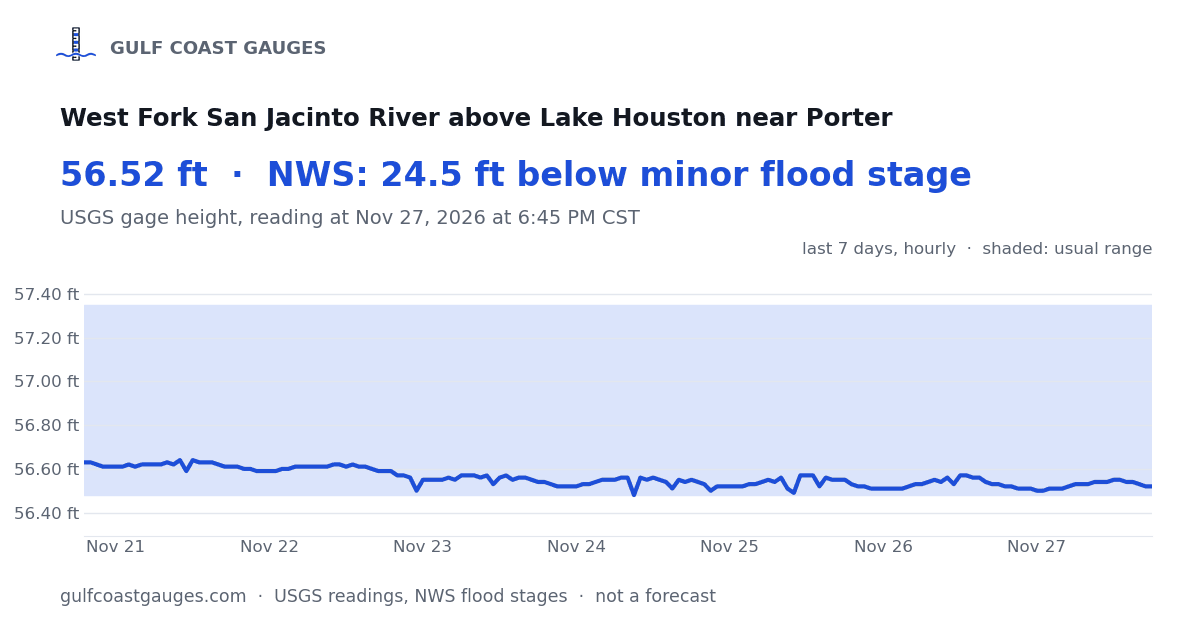 GULF COAST GAUGES
West Fork San Jacinto River above Lake Houston near Porter
56.52 ft · NWS: 24.5 ft below minor flood stage
USGS gage height, reading at Nov 27, 2026 at 6:45 PM CST
last 7 days, hourly · shaded: usual range
57.40 ft
57.20 ft
57.00 ft
56.80 ft
56.60 ft
56.40 ft
Nov 21 Nov 22 Nov 23 Nov 24 Nov 25 Nov 26 Nov 27
gulfcoastgauges.com · USGS readings, NWS flood stages · not a forecast